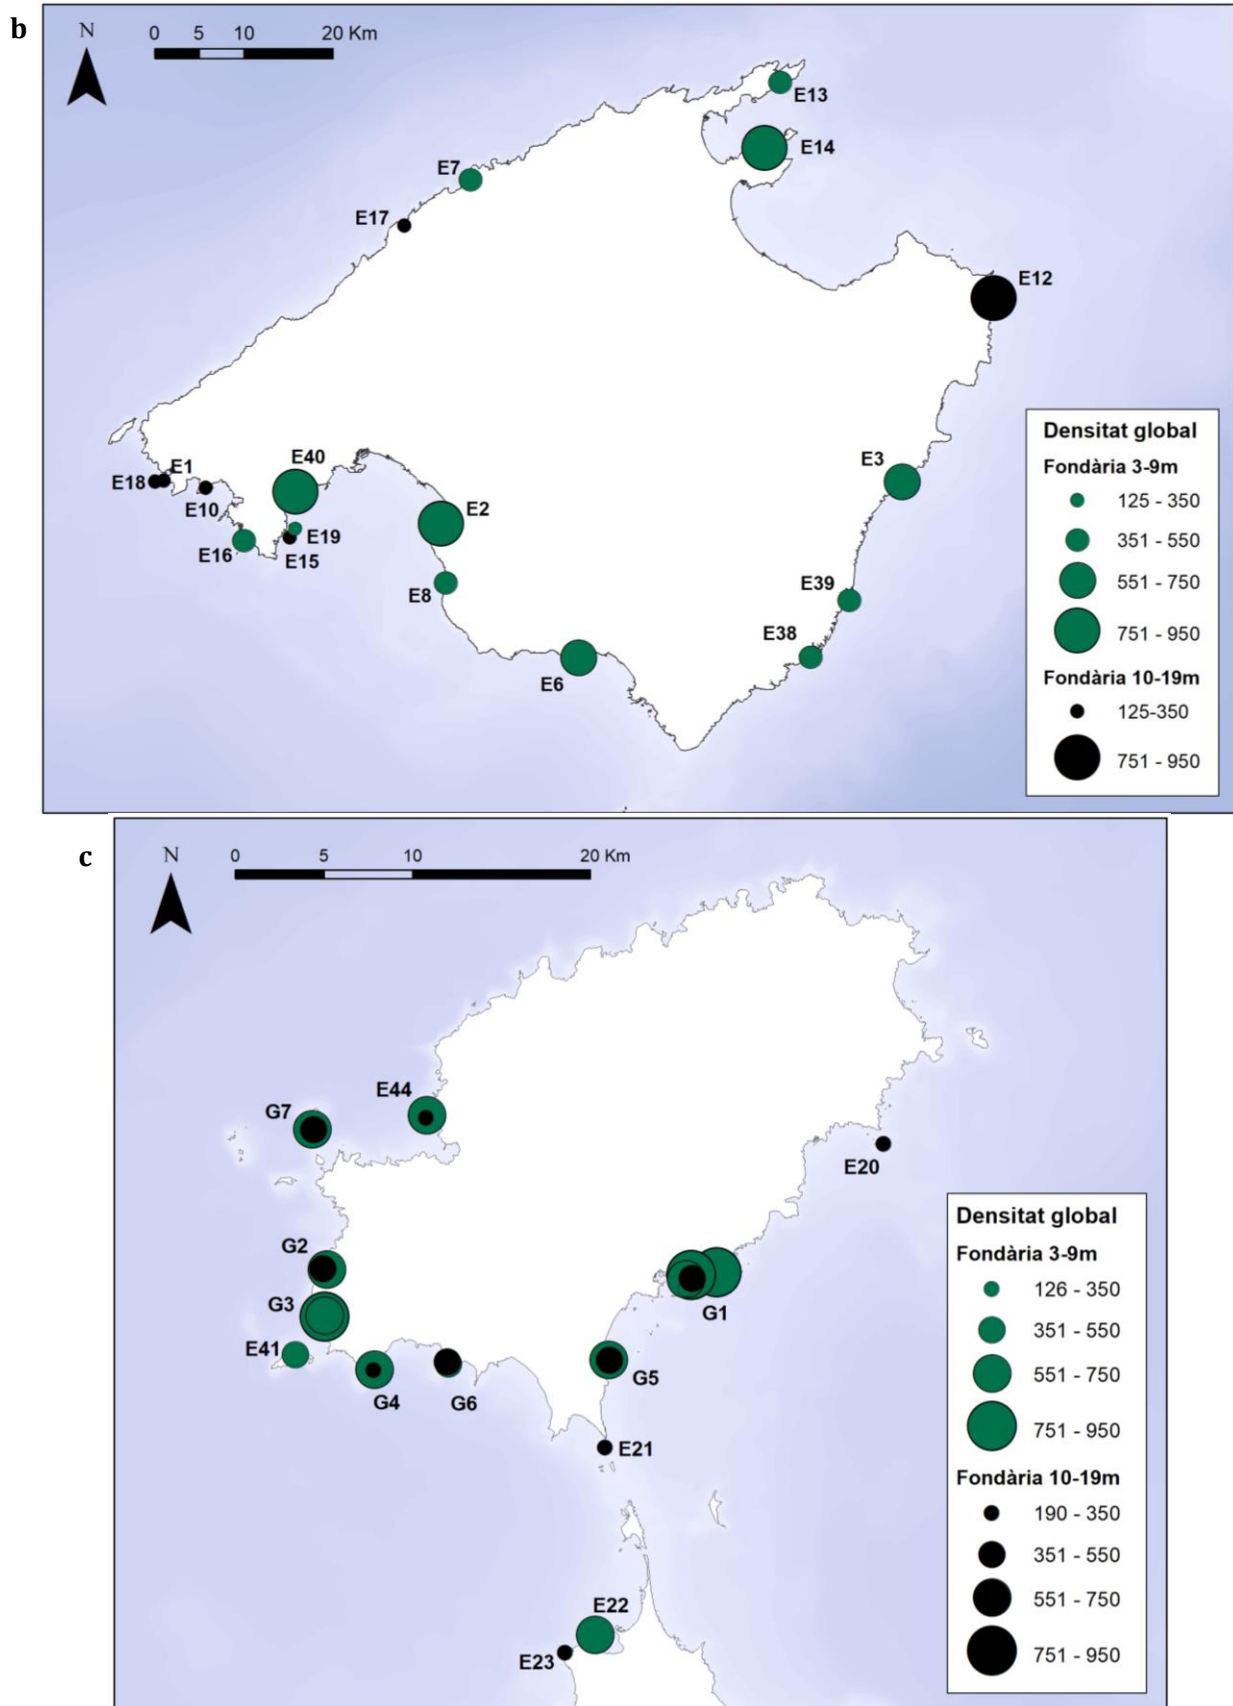 b
N
0 5 10 20 Km
E13
E14
E7
E17
E12
E40
E3
E1
E18
E10
E2
E19
E16
E15
E8
E39
E38
E6
Densitat global
Fondària 3-9m
125 - 350
351 - 550
551 - 750
751 - 950
Fondària 10-19m
125-350
751 - 950
c
N
0 5 10 20 Km
E44
G7
E20
G2
G3
G1
E41
G4
G6
G5
E21
E22
E23
Densitat global
Fondària 3-9m
126 - 350
351 - 550
551 - 750
751 - 950
Fondària 10-19m
190 - 350
351 - 550
551 - 750
751 - 950